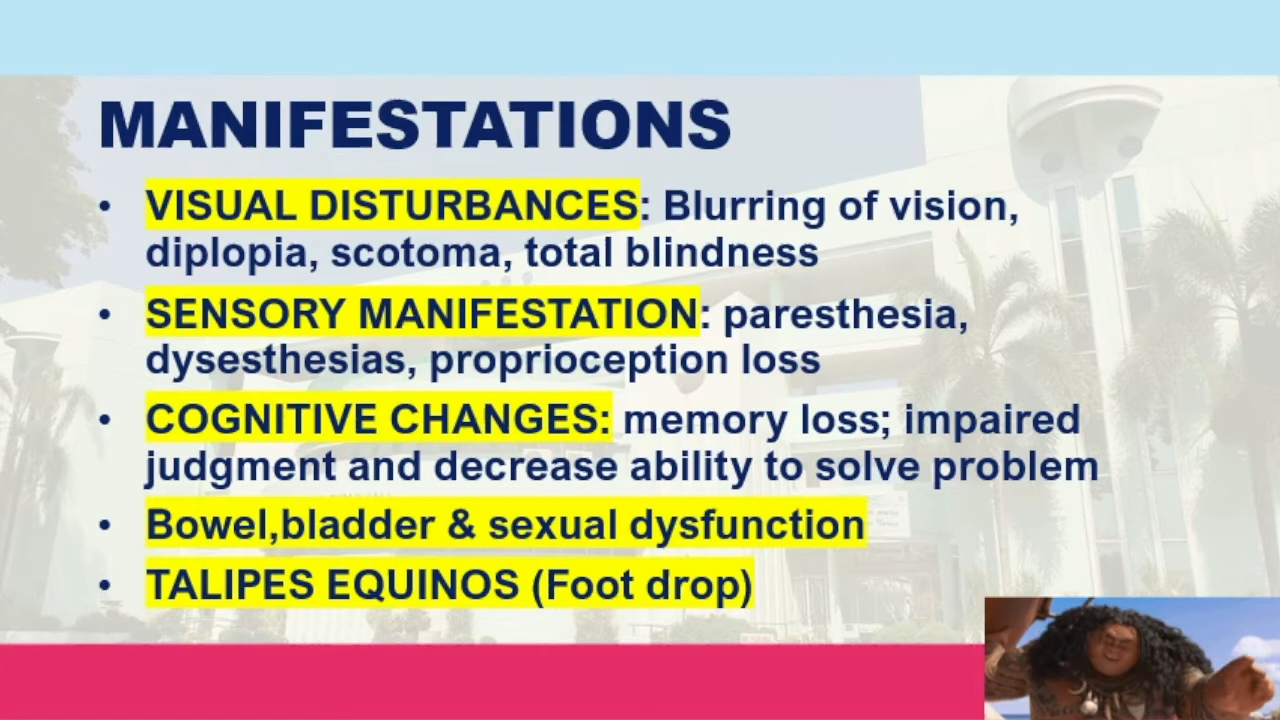 MANIFESTATIONS
• VISUAL DISTURBANCES: Blurring of vision,
diplopia, scotoma, total blindness
• SENSORY MANIFESTATION: paresthesia,
dysesthesias, proprioception loss
• COGNITIVE CHANGES: memory loss; impaired
judgment and decrease ability to solve problem
• Bowel,bladder & sexual dysfunction
• TALIPES EQUINOS (Foot drop)